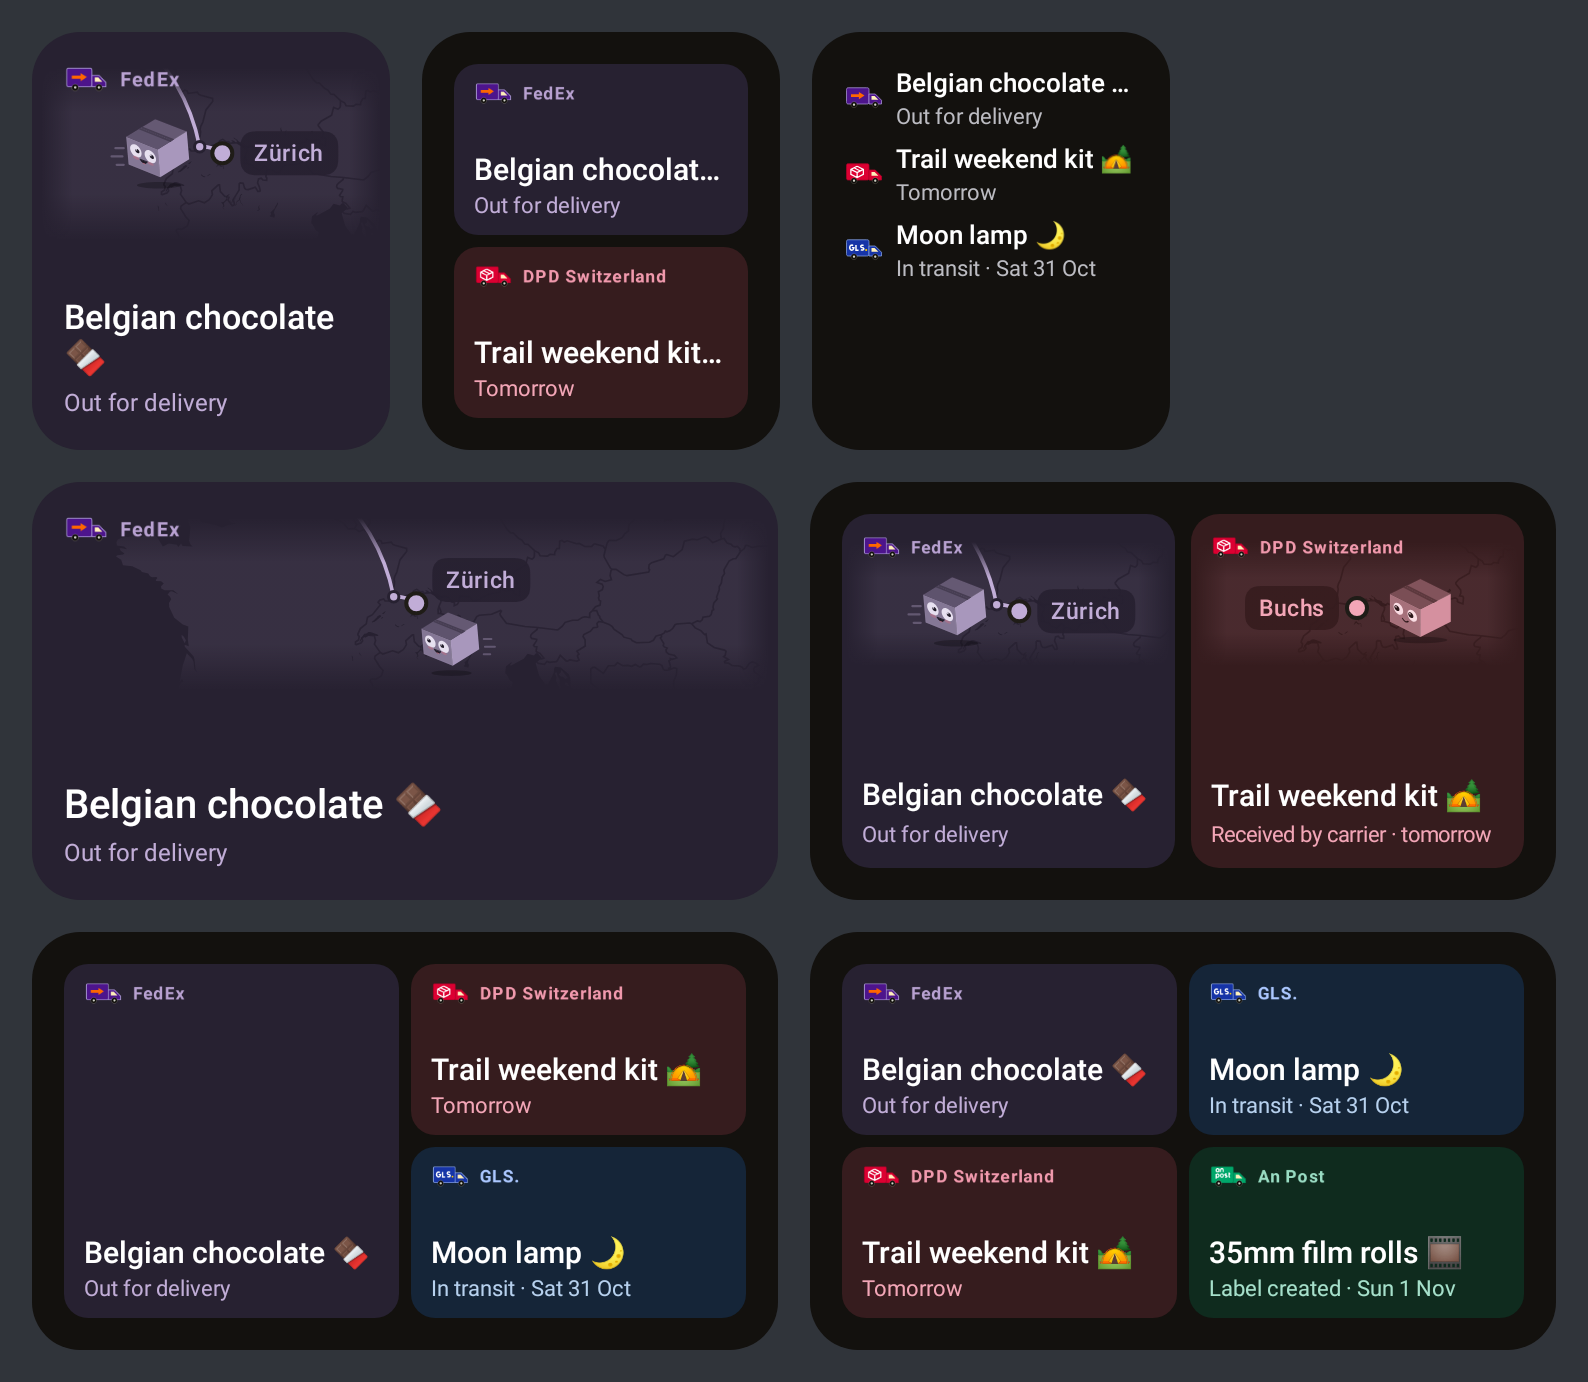 FedEx
Zürich
Belgian chocolate
🍫
Out for delivery
FedEx
Belgian chocolat…
Out for delivery
DPD Switzerland
Trail weekend kit…
Tomorrow
Belgian chocolate …
Out for delivery
Trail weekend kit 🏕️
Tomorrow
GLS.
Moon lamp 🌙
In transit · Sat 31 Oct
FedEx
Zürich
Belgian chocolate 🍫
Out for delivery
FedEx
Zürich
Belgian chocolate 🍫
Out for delivery
DPD Switzerland
Buchs
Trail weekend kit 🏕️
Received by carrier · tomorrow
FedEx
Belgian chocolate 🍫
Out for delivery
DPD Switzerland
Trail weekend kit 🏕️
Tomorrow
GLS. GLS.
Moon lamp 🌙
In transit · Sat 31 Oct
FedEx
Belgian chocolate 🍫
Out for delivery
GLS. GLS.
Moon lamp 🌙
In transit · Sat 31 Oct
DPD Switzerland
Trail weekend kit 🏕️
Tomorrow
an post An Post
35mm film rolls 🎞️
Label created · Sun 1 Nov